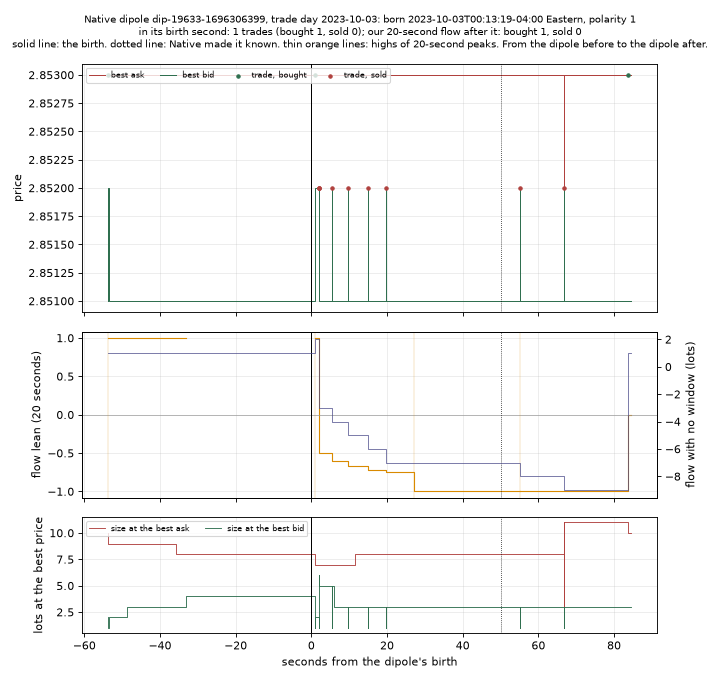 Native dipole dip-19633-1696306399, trade day 2023-10-03: born 2023-10-03T00:13:19-04:00 Eastern, polarity 1
in its birth second: 1 trades (bought 1, sold 0); our 20-second flow after it: bought 1, sold 0
solid line: the birth. dotted line: Native made it known. thin orange lines: highs of 20-second peaks. From the dipole before to the dipole after.
best ask best bid trade, bought trade, sold
2.85300
2.85275
2.85250
2.85225
2.85200
2.85175
2.85150
2.85125
2.85100
price
1.0
0.5
0.0
−0.5
−1.0
flow lean (20 seconds)
2
0
−2
−4
−6
−8
flow with no window (lots)
size at the best ask size at the best bid
10.0
7.5
5.0
2.5
lots at the best price
−60 −40 −20 0 20 40 60 80
seconds from the dipole's birth